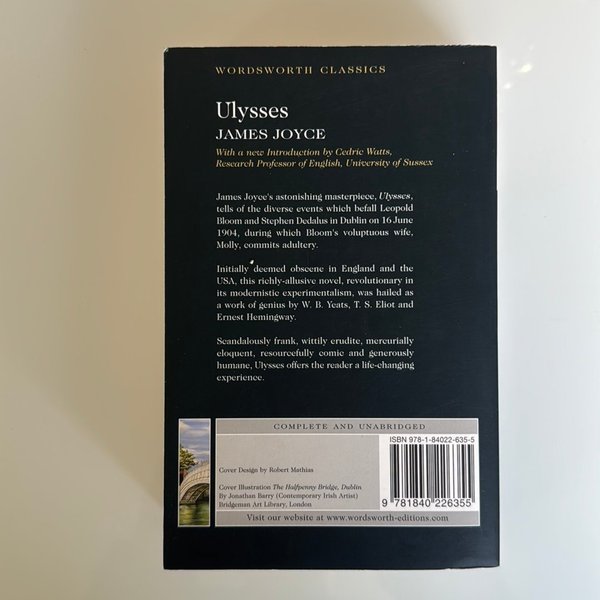 WORDSWORTH CLASSICS
Ulysses
JAMES JOYCE
With a new Introduction by Cedric Watts,
Research Professor of English, University of Sussex
James Joyce's astonishing masterpiece, Ulysses,
tells of the diverse events which befall Leopold
Bloom and Stephen Dedalus in Dublin on 16 June
1904, during which Bloom's voluptuous wife,
Molly, commits adultery.
Initially deemed obscene in England and the
USA, this richly-allusive novel, revolutionary in
its modernistic experimentalism, was hailed as
a work of genius by W. B. Yeats, T. S. Eliot and
Ernest Hemingway.
Scandalously frank, wittily erudite, mercurially
eloquent, resourcefully comic and generously
humane, Ulysses offers the reader a life-changing
experience.
COMPLETE AND UNABRIDGED
ISBN 978-1-84022-635-5
Cover Design by Robert Mathias
Cover Illustration The Halfpenny Bridge, Dublin
By Jonathan Barry (Contemporary Irish Artist)
Bridgeman Art Library, London
9 781840 226355
Visit our website at www.wordsworth-editions.com